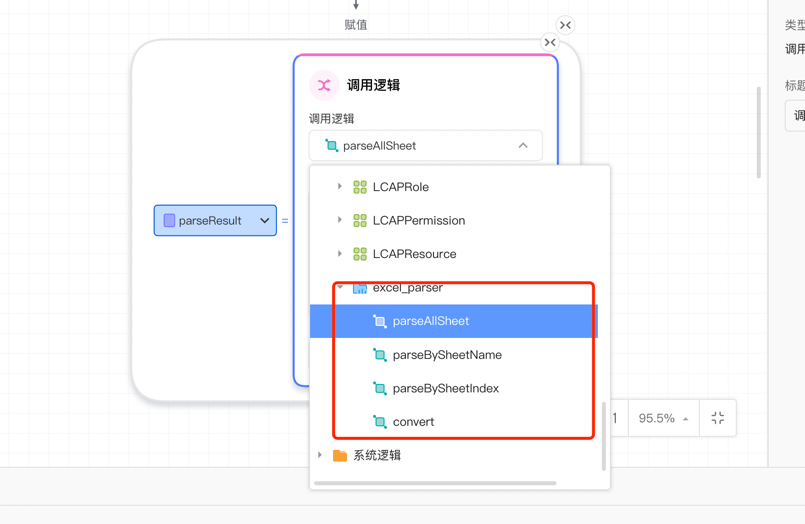 赋值
类型
调用逻辑
调用
调用逻辑
标题
parseAllSheet
调
LCAPRole
parseResult
=
LCAPPermission
LCAPResource
excel_parser
parseAllSheet
parseBySheetName
parseBySheetIndex
convert
1
95.5%
系统逻辑